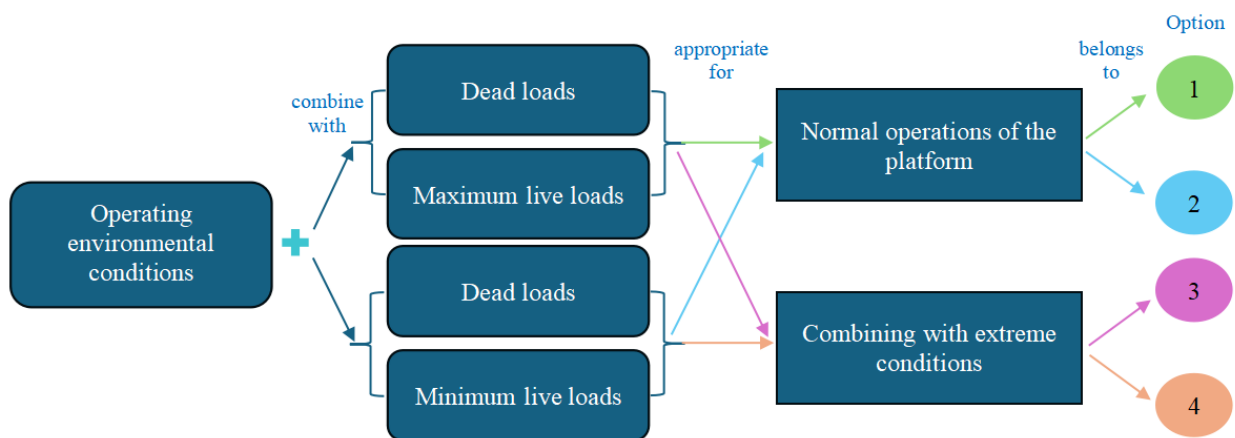 Option
appropriate
for
belongs
to
combine
with
Dead loads
Maximum live loads
Normal operations of the
platform
1
2
Operating
environmental
conditions
Dead loads
Minimum live loads
Combining with extreme
conditions
3
4